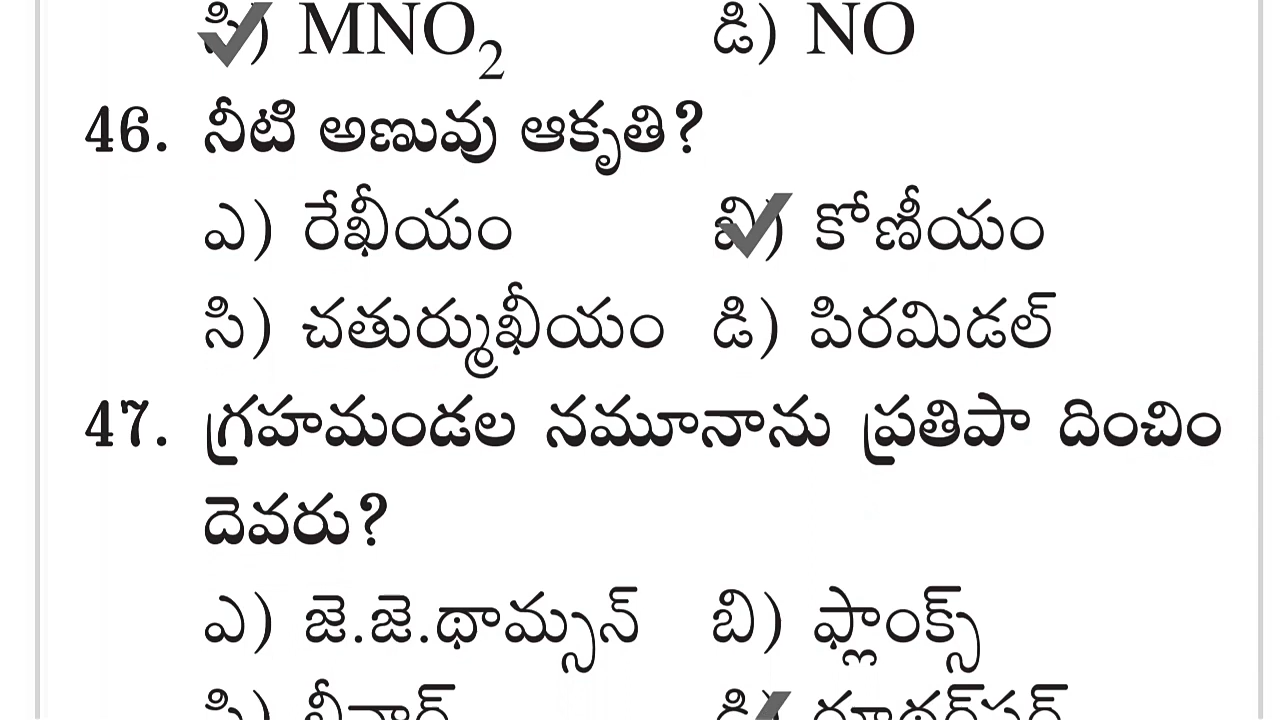 సి) MNO2 డి) NO
46. నీటి అణువు ఆకృతి?
ఎ) రేఖీయం బి) కోణీయం
సి) చతుర్ముఖీయం డి) పిరమిడల్
47. గ్రహమండల నమూనాను ప్రతిపా దించిం
దెవరు?
ఎ) జె.జె.థామ్సన్ బి) ప్లాంక్స్
సి) డి)